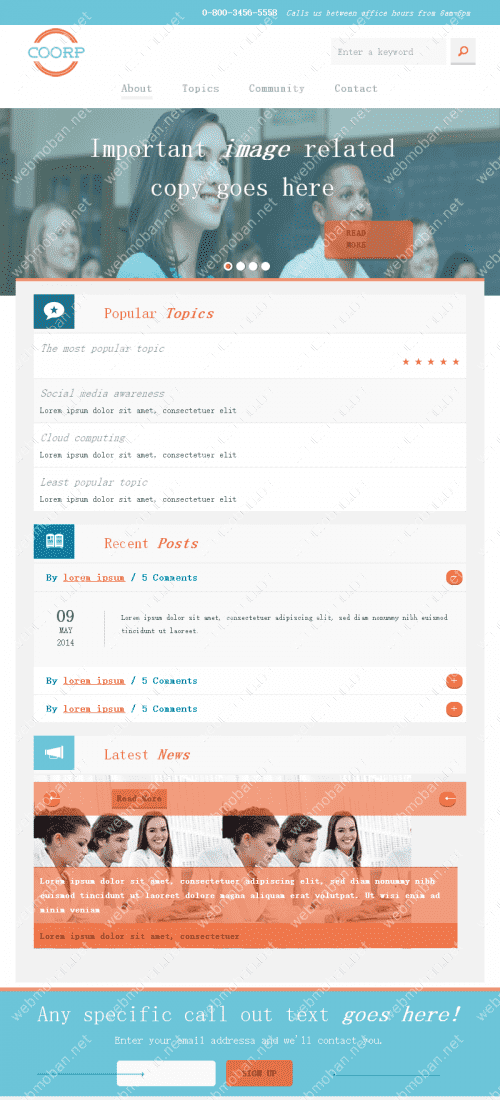 0-800-3456-5558 Calls us between office hours from 8am-6pm
COORP
Enter a keyword
About Topics Community Contact
Important image related
copy goes here
READ
MORE
Popular Topics
The most popular topic
★ ★ ★ ★ ★
Social media awareness
Lorem ipsum dolor sit amet, consectetuer elit
Cloud computing
Lorem ipsum dolor sit amet, consectetuer elit
Least popular topic
Lorem ipsum dolor sit amet, consectetuer elit
Recent Posts
By lorem ipsum / 5 Comments
09
MAY
2014
Lorem ipsum dolor sit amet, consectetuer adipiscing elit, sed diam nonummy nibh euismod
tincidunt ut laoreet.
By lorem ipsum / 5 Comments
+
By lorem ipsum / 5 Comments
+
Latest News
Read More
Lorem ipsum dolor sit amet, consectetuer adipiscing elit, sed diam nonummy nibh
euismod tincidunt ut laoreet dolore magna aliquam erat volutpat. Ut wisi enim ad
minim veniam
Lorem ipsum dolor sit amet, consectetuer
Any specific call out text goes here!
Enter your email addressa and we'll contact you.
SIGN UP
webmoban.net